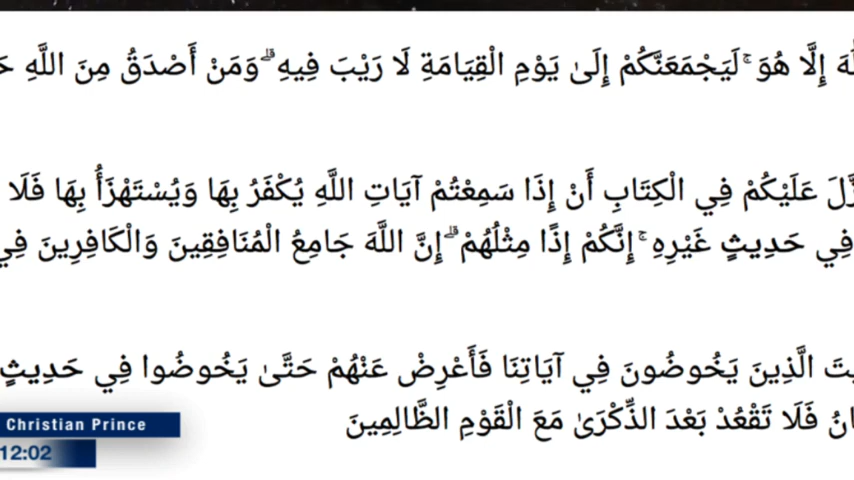 إِلَّا هُوَ ۚ لَيَجْمَعَنَّكُمْ إِلَىٰ يَوْمِ الْقِيَامَةِ لَا رَيْبَ فِيهِ ۗ وَمَنْ أَصْدَقُ مِنَ اللَّهِ
عَلَيْكُمْ فِي الْكِتَابِ أَنْ إِذَا سَمِعْتُمْ آيَاتِ اللَّهِ يُكْفَرُ بِهَا وَيُسْتَهْزَأُ بِهَا فَلَا
فِي حَدِيثٍ غَيْرِهِ ۚ إِنَّكُمْ إِذًا مِثْلُهُمْ ۗ إِنَّ اللَّهَ جَامِعُ الْمُنَافِقِينَ وَالْكَافِرِينَ فِي
الَّذِينَ يَخُوضُونَ فِي آيَاتِنَا فَأَعْرِضْ عَنْهُمْ حَتَّىٰ يَخُوضُوا فِي حَدِيثٍ
فَلَا تَقْعُدْ بَعْدَ الذِّكْرَىٰ مَعَ الْقَوْمِ الظَّالِمِينَ
Christian Prince
12:02